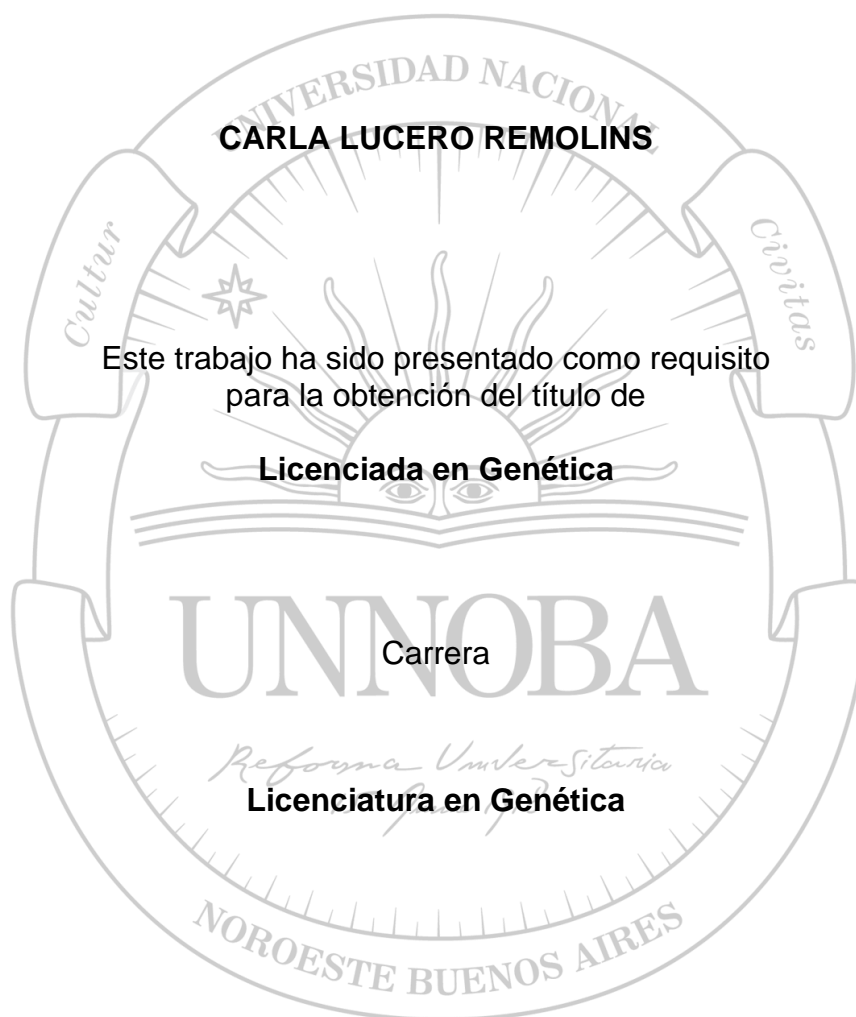 UNIVERSIDAD NACIONAL
CARLA LUCERO REMOLINS
Cultur
Civitas
Este trabajo ha sido presentado como requisito
para la obtención del título de
Licenciada en Genética
UNNOBA
Carrera
Reforma Universitaria
Licenciatura en Genética
NOROESTE BUENOS AIRES